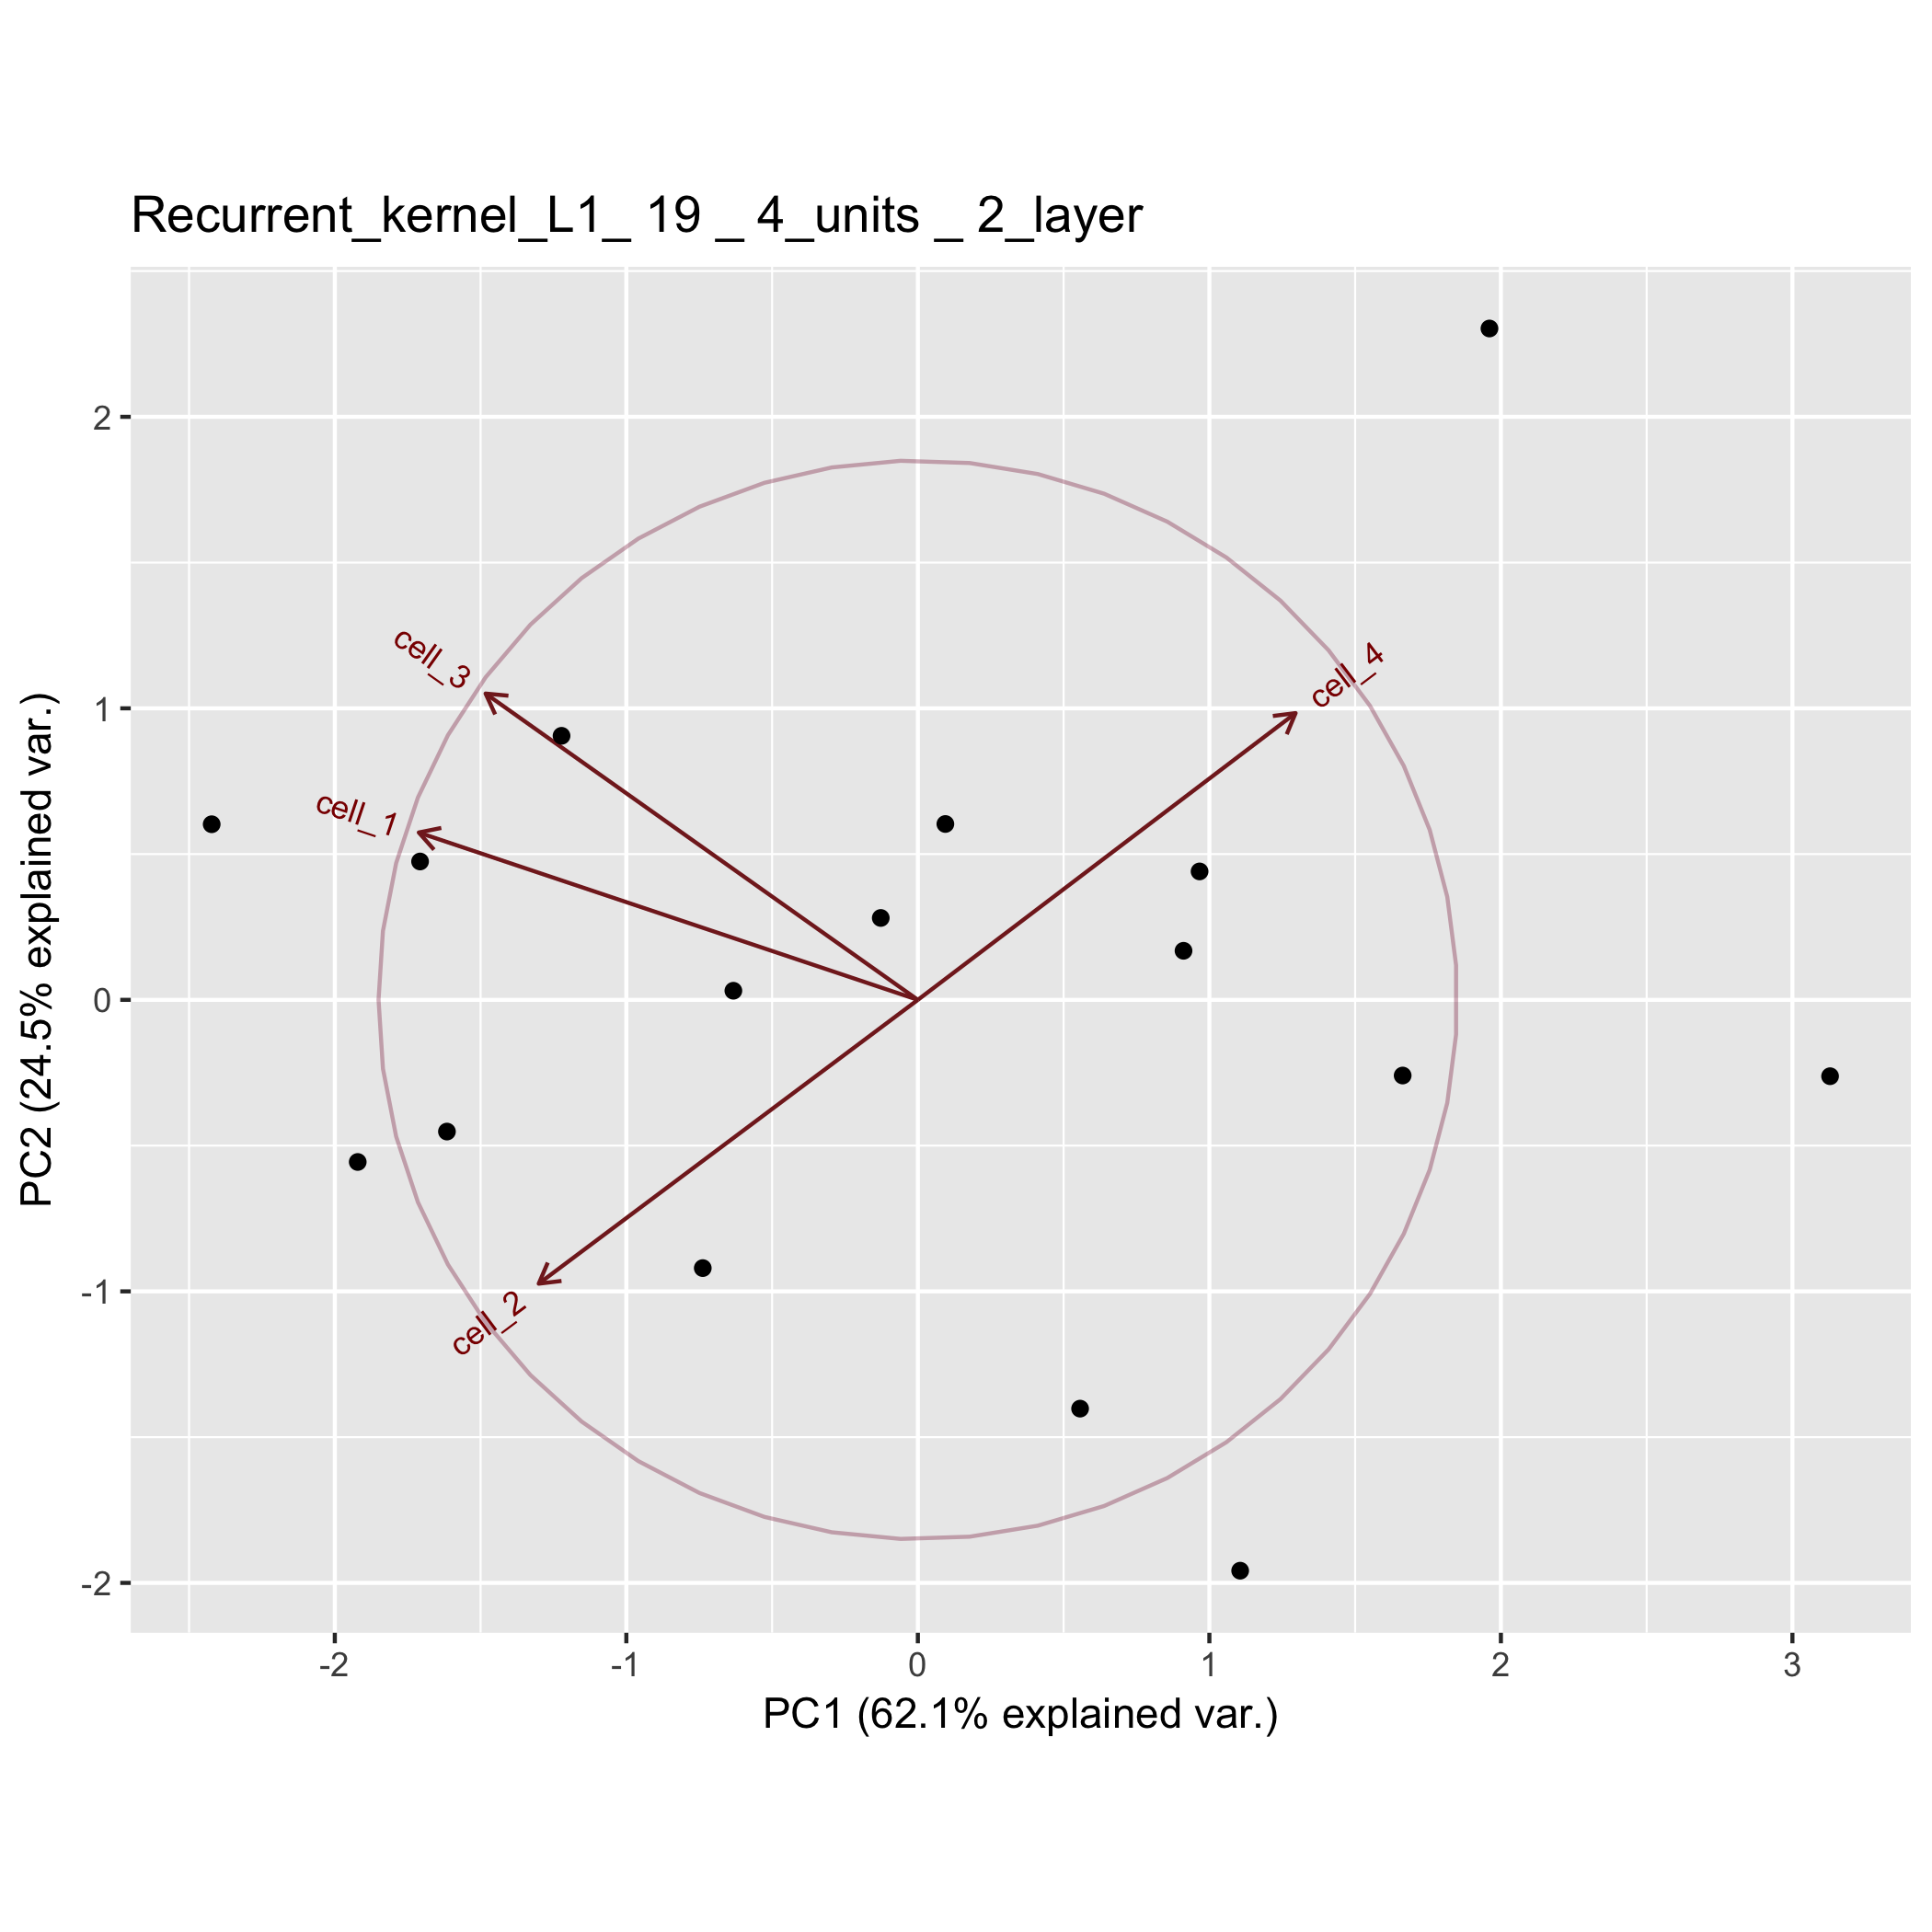 Recurrent_kernel_L1_ 19 _ 4_units _ 2_layer
PC2 (24.5% explained var.)
2
1
0
-1
-2
cell_3
cell_4
cell_1
cell_2
-2
-1
0
1
2
3
PC1 (62.1% explained var.)